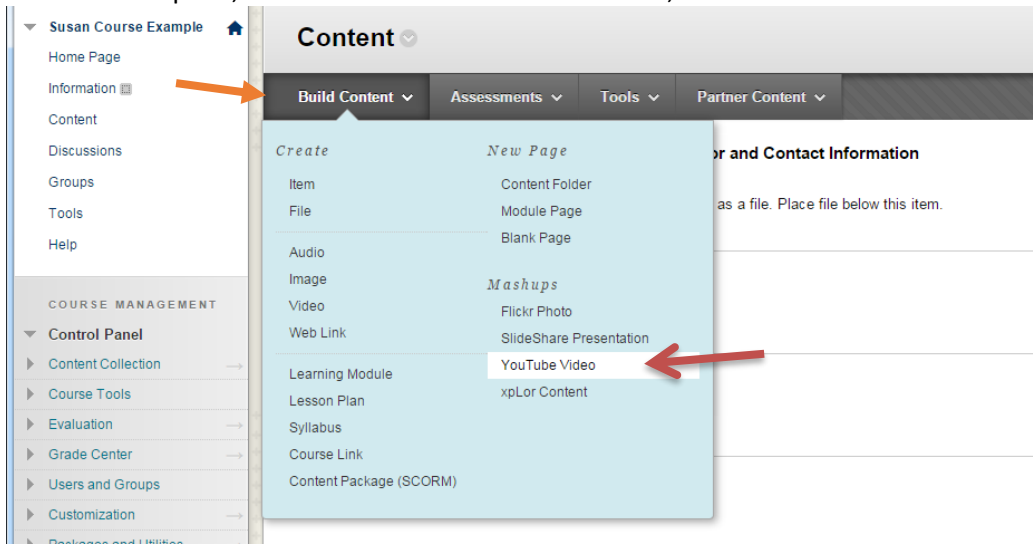 Susan Course Example
Home Page
Information
Content
Discussions
Groups
Tools
Help
COURSE MANAGEMENT
Control Panel
Content Collection
Course Tools
Evaluation
Grade Center
Users and Groups
Customization
Packages and Utilities
Content
Build Content
Assessments
Tools
Partner Content
Create
Item
File
Audio
Image
Video
Web Link
Learning Module
Lesson Plan
Syllabus
Course Link
Content Package (SCORM)
New Page
Content Folder
Module Page
Blank Page
Mashups
Flickr Photo
SlideShare Presentation
YouTube Video
xpLor Content
or and Contact Information
as a file. Place file below this item.